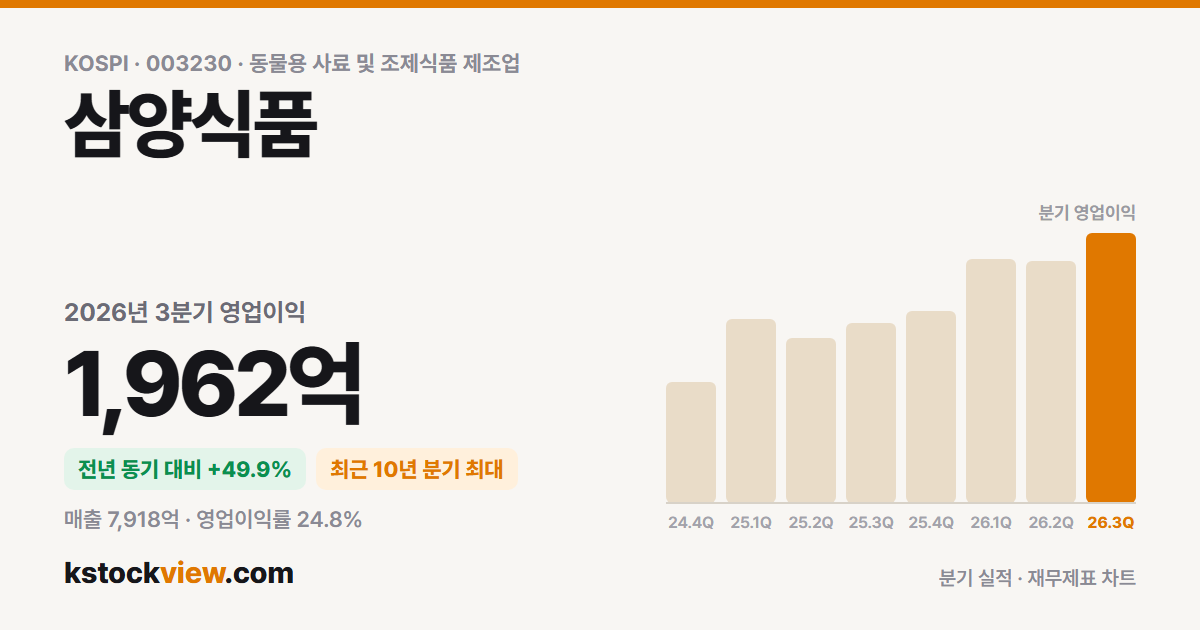 KOSPI · 003230 · 동물용 사료 및 조제식품 제조업
삼양식품
분기 영업이익
2026년 3분기 영업이익
1,962억
전년 동기 대비 +49.9%
최근 10년 분기 최대
매출 7,918억 · 영업이익률 24.8%
24.4Q 25.1Q 25.2Q 25.3Q 25.4Q 26.1Q 26.2Q 26.3Q
kstockview.com
분기 실적 · 재무제표 차트